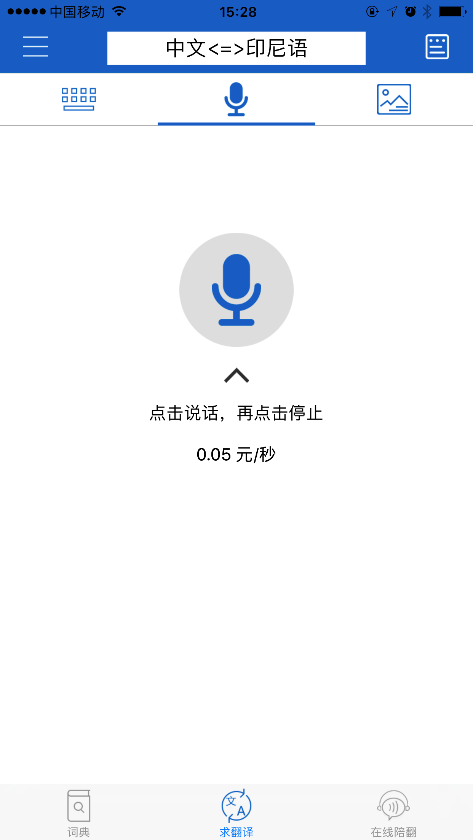 中国移动 15:28
中文<=>印尼语
点击说话，再点击停止
0.05 元/秒
词典 求翻译 在线陪翻